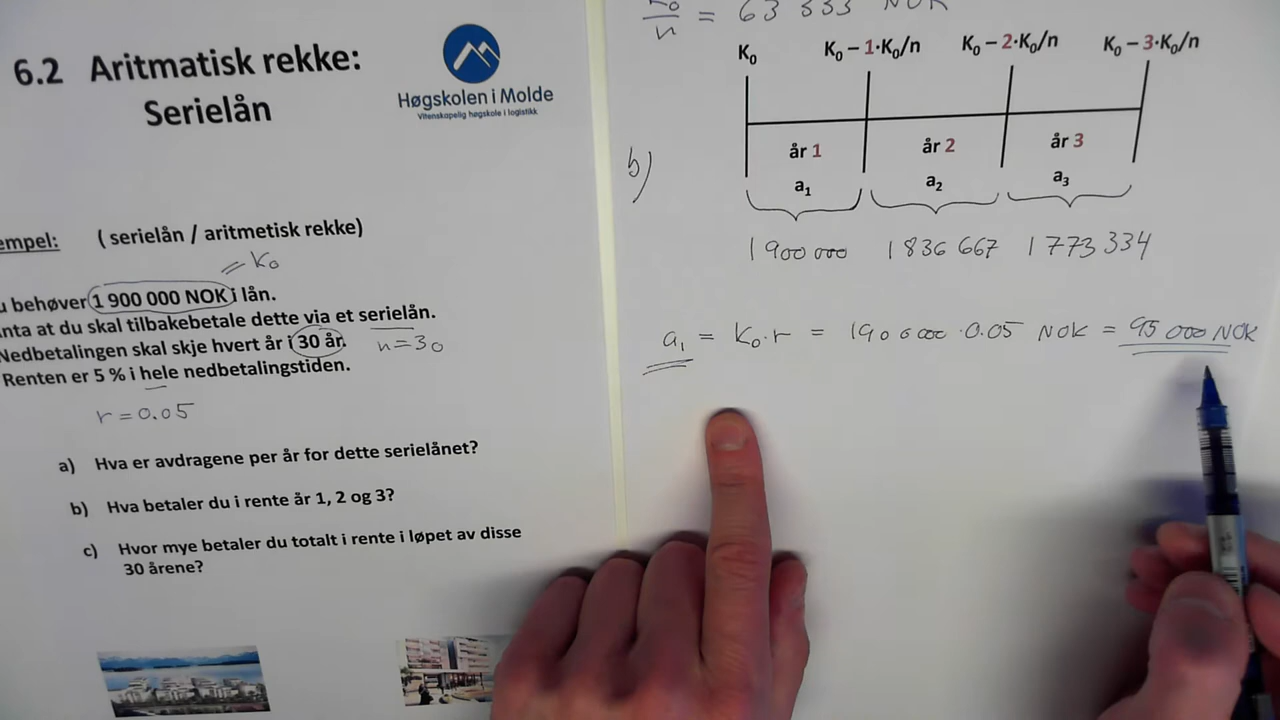 6.2 Aritmatisk rekke:
Serielån
Høgskolen i Molde
Vitenskapelig høgskole i logistikk
empel: ( serielån / aritmetisk rekke)
= K₀
u behøver 1 900 000 NOK i lån.
nta at du skal tilbakebetale dette via et serielån.
Nedbetalingen skal skje hvert år i 30 år. n=30
Renten er 5 % i hele nedbetalingstiden.
r = 0.05
a) Hva er avdragene per år for dette serielånet?
b) Hva betaler du i rente år 1, 2 og 3?
c) Hvor mye betaler du totalt i rente i løpet av disse
30 årene?
K₀/n = 63 333 NOK
K₀ K₀ – 1·K₀/n K₀ – 2·K₀/n K₀ – 3·K₀/n
b)
år 1 år 2 år 3
a₁ a₂ a₃
1 900 000 1 836 667 1 773 334
a₁ = K₀·r = 1900000 · 0.05 NOK = 95 000 NOK